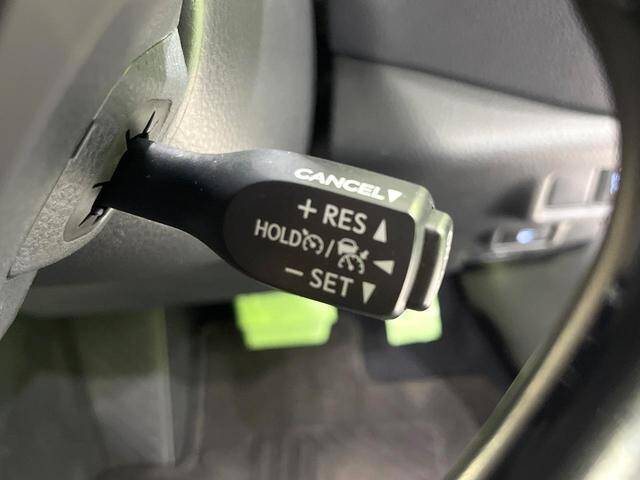 CANCEL▼
+ RES ▲
HOLD / ◀
− SET ▼